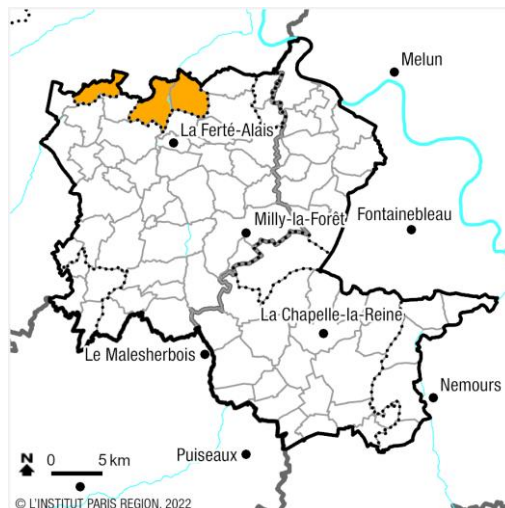 Melun
La Ferté-Alais
Milly-la-Forêt
Fontainebleau
La Chapelle-la-Reine
Le Malesherbois
Nemours
Puiseaux
N
0 5 km
© L'INSTITUT PARIS REGION, 2022